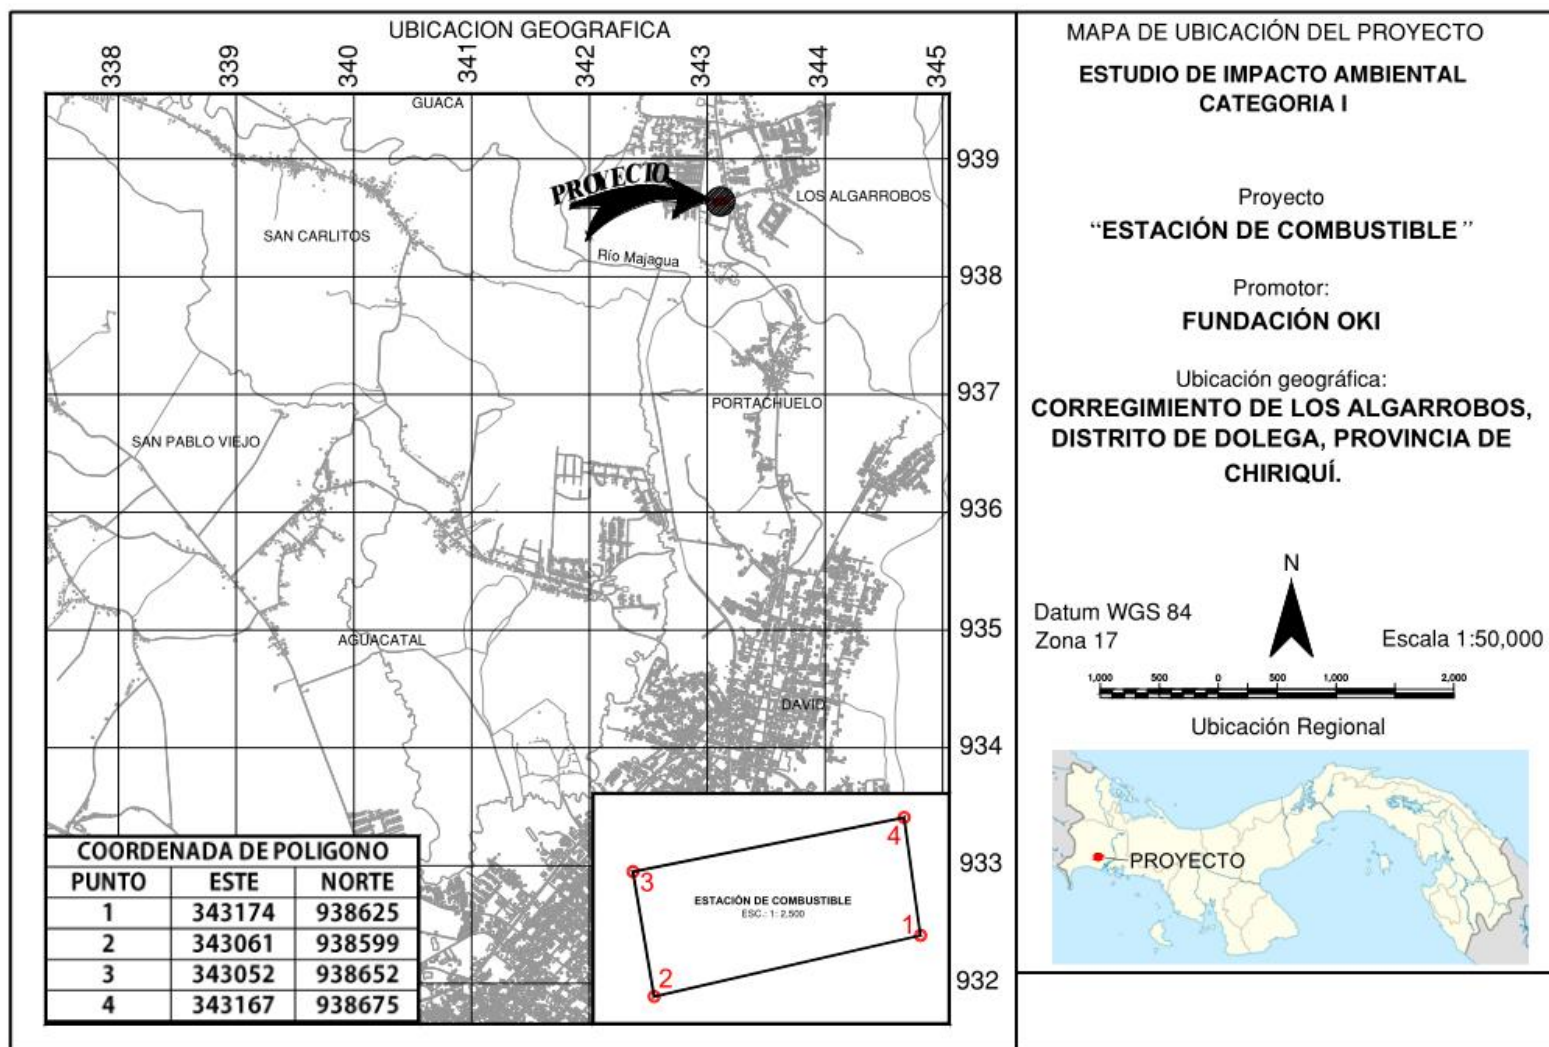 UBICACION GEOGRAFICA
338 339 340 341 342 343 344 345
GUACA
939
PROYECTO
LOS ALGARROBOS
SAN CARLITOS
Río Majagua
938
937
PORTACHUELO
SAN PABLO VIEJO
936
935
AGUACATAL
DAVID
934
933
932
COORDENADA DE POLIGONO
PUNTO ESTE NORTE
1 343174 938625
2 343061 938599
3 343052 938652
4 343167 938675
4
3
ESTACIÓN DE COMBUSTIBLE
ESC.: 1: 2,500
1
2
MAPA DE UBICACIÓN DEL PROYECTO
ESTUDIO DE IMPACTO AMBIENTAL
CATEGORIA I
Proyecto
“ESTACIÓN DE COMBUSTIBLE ”
Promotor:
FUNDACIÓN OKI
Ubicación geográfica:
CORREGIMIENTO DE LOS ALGARROBOS,
DISTRITO DE DOLEGA, PROVINCIA DE
CHIRIQUÍ.
N
Datum WGS 84
Zona 17
Escala 1:50,000
1,000 500 0 500 1,000 2,000
Ubicación Regional
PROYECTO